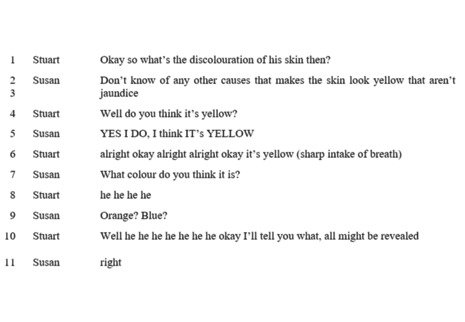 1 Stuart Okay so what's the discolouration of his skin then?
2 Susan Don't know of any other causes that makes the skin look yellow that aren't
3 jaundice
4 Stuart Well do you think it's yellow?
5 Susan YES I DO, I think IT's YELLOW
6 Stuart alright okay alright alright okay it's yellow (sharp intake of breath)
7 Susan What colour do you think it is?
8 Stuart he he he he
9 Susan Orange? Blue?
10 Stuart Well he he he he he he he okay I'll tell you what, all might be revealed
11 Susan right